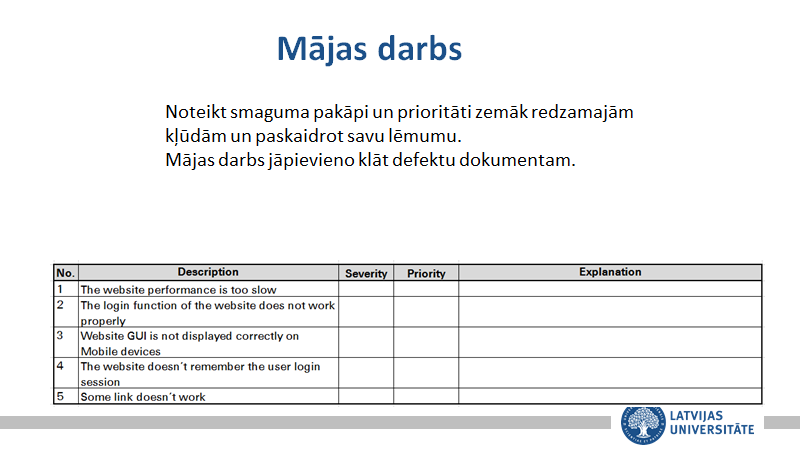 Mājas darbs
Noteikt smaguma pakāpi un prioritāti zemāk redzamajām
kļūdām un paskaidrot savu lēmumu.
Mājas darbs jāpievieno klāt defektu dokumentam.
No. Description Severity Priority Explanation
1 The website performance is too slow
2 The login function of the website does not work
properly
3 Website GUI is not displayed correctly on
Mobile devices
4 The website doesn´t remember the user login
session
5 Some link doesn´t work
LATVIJAS
UNIVERSITĀTE